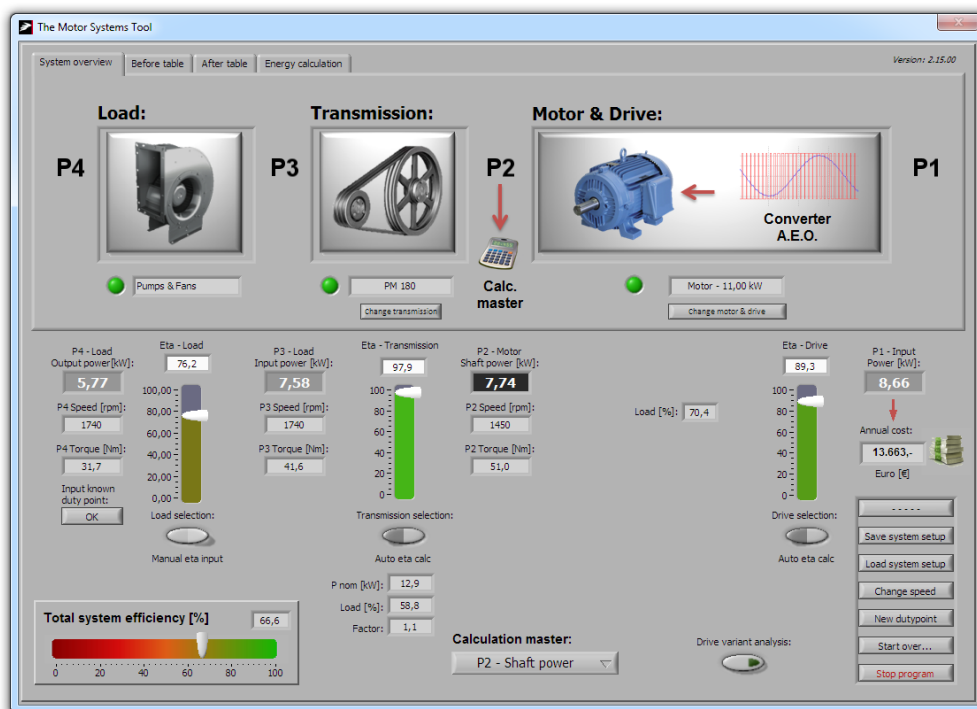 The Motor Systems Tool
x
System overview
Before table
After table
Energy calculation
Version: 2.15.00
Load:
Transmission:
Motor & Drive:
P4
P3
P2
P1
Converter
A.E.O.
Calc.
master
Pumps & Fans
PM 180
Change transmission
Motor - 11,00 kW
Change motor & drive
P4 - Load
Output power[kW]:
5,77
P4 Speed [rpm]:
1740
P4 Torque [Nm]:
31,7
Input known
duty point:
OK
Eta - Load
76,2
100,00
80,00
60,00
40,00
20,00
0,00
Load selection:
Manual eta input
P3 - Load
Input power[kW]:
7,58
P3 Speed [rpm]:
1740
P3 Torque [Nm]:
41,6
Eta - Transmission
97,9
100
80
60
40
20
0
Transmission selection:
Auto eta calc
P nom [kW]:
12,9
Load [%]:
58,8
Factor:
1,1
P2 - Motor
Shaft power[kW]:
7,74
P2 Speed [rpm]:
1450
P2 Torque [Nm]:
51,0
Load [%]:
70,4
Eta - Drive
89,3
100
80
60
40
20
0
Drive selection:
Auto eta calc
P1 - Input
Power [kW]:
8,66
Annual cost:
13.663,-
Euro [€]
- - - - -
Save system setup
Load system setup
Change speed
New dutypoint
Start over...
Stop program
Total system efficiency [%]
66,6
0 20 40 60 80 100
Calculation master:
P2 - Shaft power
Drive variant analysis: